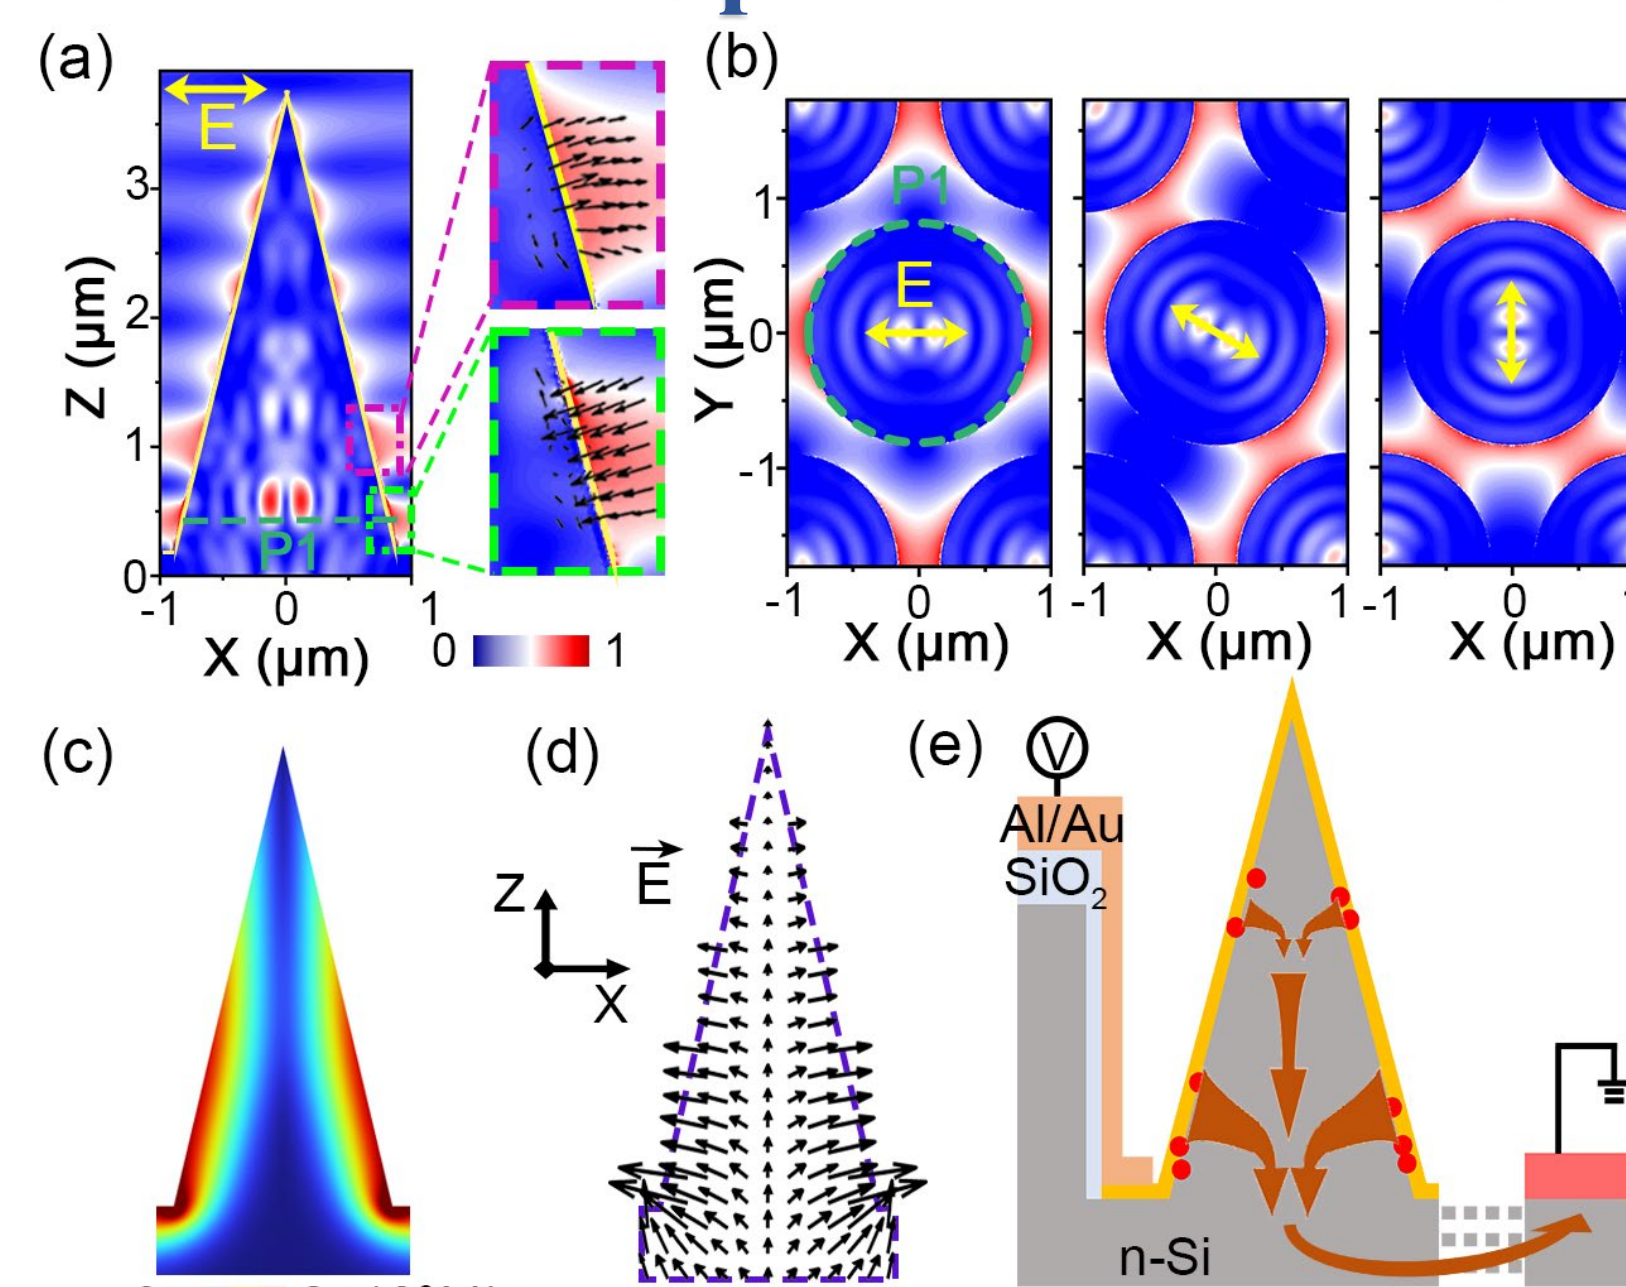 (a)
E
3
2
1
0
Z (μm)
P1
-1
0
1
X (μm)
0
1
(b)
P1
E
1
0
-1
Y (μm)
-1
0
1
X (μm)
-1
0
1
X (μm)
-1
0
X (μm)
(c)
(d)
E
Z
X
(e)
V
Al/Au
SiO₂
n-Si